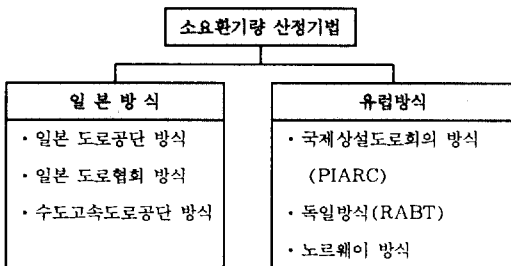 소요환기량 산정기법
일 본 방 식
· 일본 도로공단 방식
· 일본 도로협회 방식
· 수도고속도로공단 방식
유럽방식
· 국제상설도로회의 방식
(PIARC)
· 독일방식(RABT)
· 노르웨이 방식